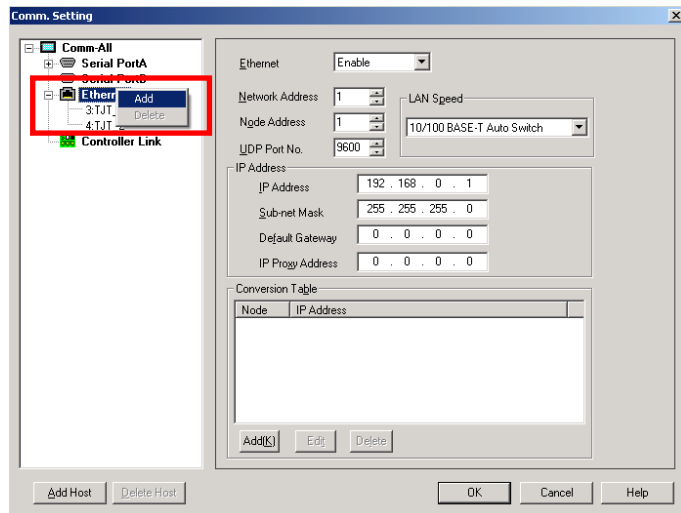 Comm. Setting
Comm-All
Serial PortA
Serial PortB
Add
Delete
3:TJT_
4:TJT_2
Controller Link
Ethernet
Enable
Network Address
1
Node Address
1
UDP Port No.
9600
LAN Speed
10/100 BASE-T Auto Switch
IP Address
IP Address
192 . 168 . 0 . 1
Sub-net Mask
255 . 255 . 255 . 0
Default Gateway
0 . 0 . 0 . 0
IP Proxy Address
0 . 0 . 0 . 0
Conversion Table
Node
IP Address
Add(K)
Edit
Delete
Add Host
Delete Host
OK
Cancel
Help